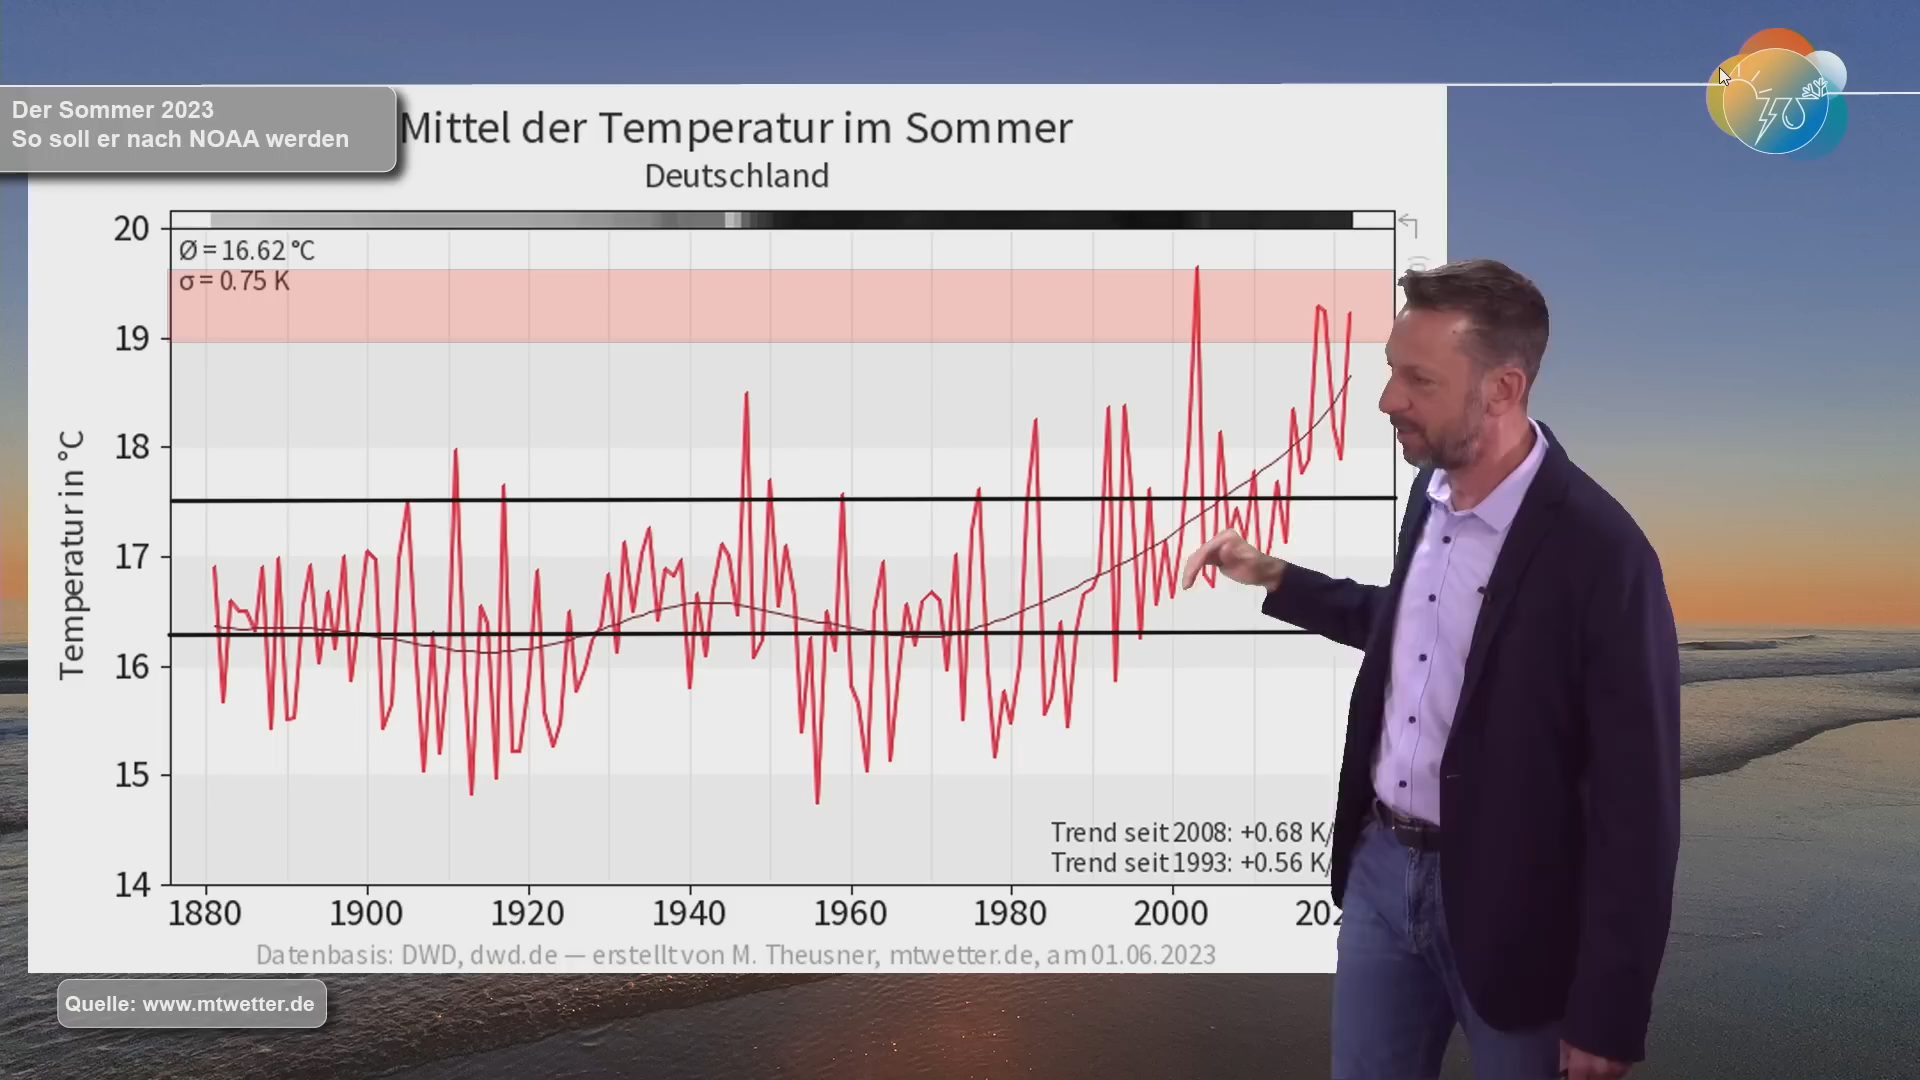 Der Sommer 2023
So soll er nach NOAA werden
Mittel der Temperatur im Sommer
Deutschland
Ø = 16.62 °C
σ = 0.75 K
20
19
18
17
16
15
14
Temperatur in °C
Trend seit 2008: +0.68 K/
Trend seit 1993: +0.56 K/
1880 1900 1920 1940 1960 1980 2000 202
Datenbasis: DWD, dwd.de — erstellt von M. Theusner, mtwetter.de, am 01.06.2023
Quelle: www.mtwetter.de